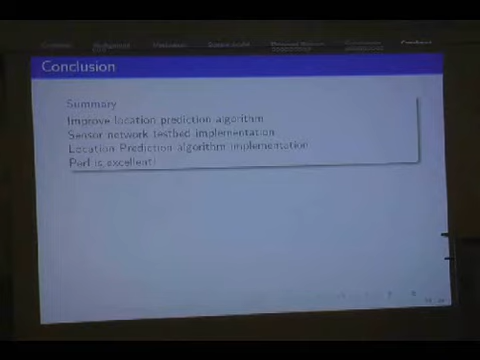 Conclusion
Summary
Improve location prediction algorithm
Sensor network testbed implementation
Location Prediction algorithm implementation
Perl is excellent!